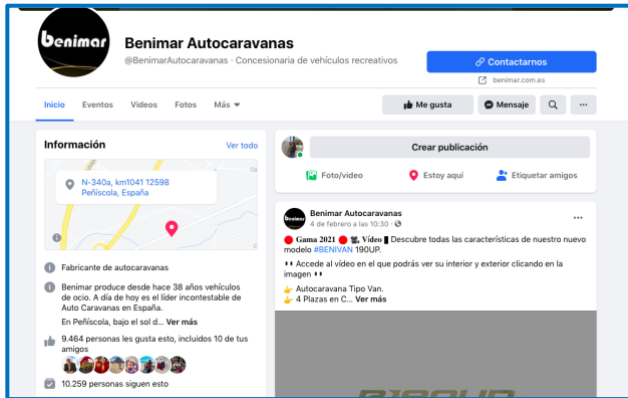 benimar
Benimar Autocaravanas
@BenimarAutocaravanas · Concesionaria de vehículos recreativos
Contactarnos
benimar.com.es
Inicio Eventos Videos Fotos Más
Me gusta Mensaje
Información Ver todo
N-340a, km1041 12598
Peñíscola, España
Fabricante de autocaravanas
Benimar produce desde hace 38 años vehículos
de ocio. A día de hoy es el líder incontestable de
Auto Caravanas en España.
En Peñíscola, bajo el sol d... Ver más
9.464 personas les gusta esto, incluidos 10 de tus
amigos
10.259 personas siguen esto
Crear publicación
Foto/video Estoy aquí Etiquetar amigos
benimar
Benimar Autocaravanas
4 de febrero a las 10:30 ·
Gama 2021 Vídeo Descubre todas las características de nuestro nuevo
modelo #BENIVAN 190UP.
Accede al vídeo en el que podrás ver su interior y exterior clicando en la
imagen
Autocaravana Tipo Van.
4 Plazas en C... Ver más